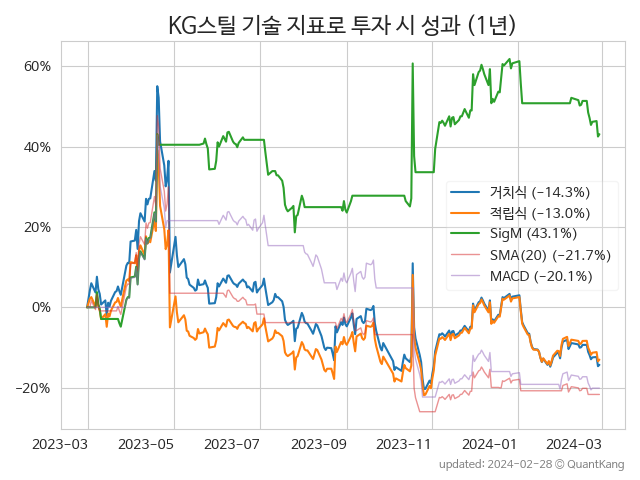 KG스틸 기술 지표로 투자 시 성과 (1년)
60%
40%
20%
0%
−20%
거치식 (−14.3%)
적립식 (−13.0%)
SigM (43.1%)
SMA(20) (−21.7%)
MACD (−20.1%)
2023-03
2023-05
2023-07
2023-09
2023-11
2024-01
2024-03
updated: 2024-02-28 © QuantKang